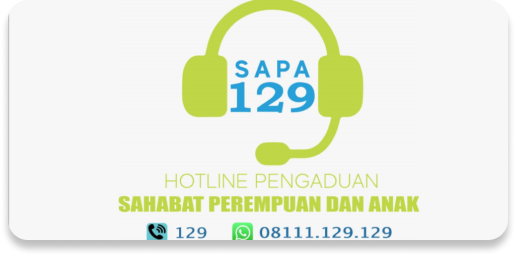 SAPA
129
HOTLINE PENGADUAN
SAHABAT PEREMPUAN DAN ANAK
129 08111.129.129